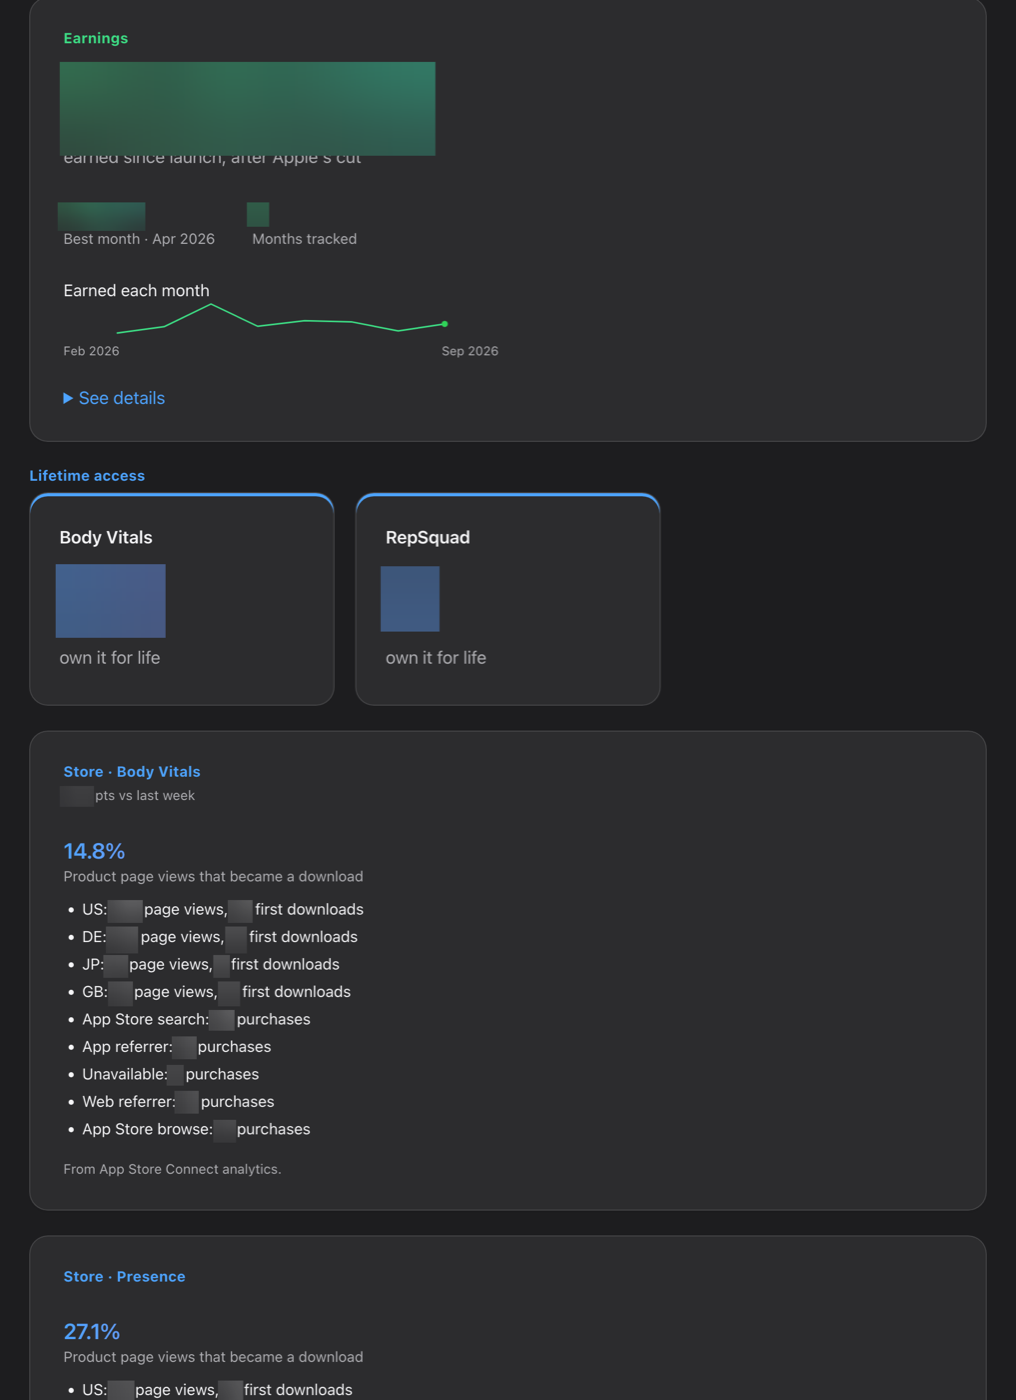 Earnings
earned since launch, after Apple's cut
Best month · Apr 2026
Months tracked
Earned each month
Feb 2026
Sep 2026
▶ See details
Lifetime access
Body Vitals
own it for life
RepSquad
own it for life
Store · Body Vitals
pts vs last week
14.8%
Product page views that became a download
• US: page views, first downloads
• DE: page views, first downloads
• JP: page views, first downloads
• GB: page views, first downloads
• App Store search: purchases
• App referrer: purchases
• Unavailable: purchases
• Web referrer: purchases
• App Store browse: purchases
From App Store Connect analytics.
Store · Presence
27.1%
Product page views that became a download
• US: page views, first downloads